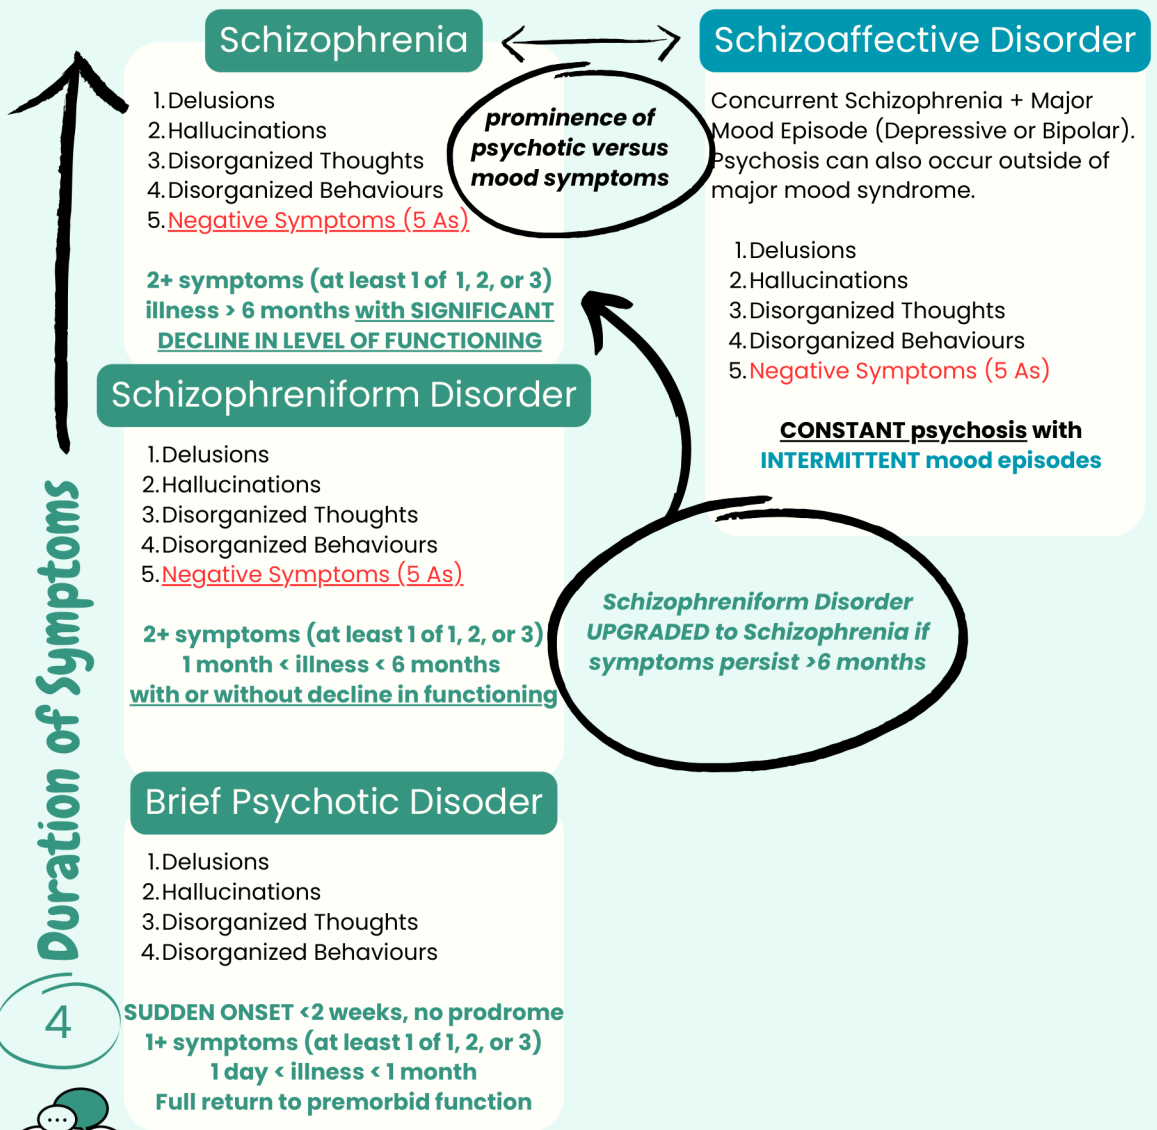 Schizophrenia
1. Delusions
2. Hallucinations
3. Disorganized Thoughts
4. Disorganized Behaviours
5. Negative Symptoms (5 As)
2+ symptoms (at least 1 of 1, 2, or 3)
illness > 6 months with SIGNIFICANT
DECLINE IN LEVEL OF FUNCTIONING
prominence of
psychotic versus
mood symptoms
Schizoaffective Disorder
Concurrent Schizophrenia + Major
Mood Episode (Depressive or Bipolar).
Psychosis can also occur outside of
major mood syndrome.
1. Delusions
2. Hallucinations
3. Disorganized Thoughts
4. Disorganized Behaviours
5. Negative Symptoms (5 As)
CONSTANT psychosis with
INTERMITTENT mood episodes
Schizophreniform Disorder
1. Delusions
2. Hallucinations
3. Disorganized Thoughts
4. Disorganized Behaviours
5. Negative Symptoms (5 As)
2+ symptoms (at least 1 of 1, 2, or 3)
1 month < illness < 6 months
with or without decline in functioning
Schizophreniform Disorder
UPGRADED to Schizophrenia if
symptoms persist >6 months
Brief Psychotic Disoder
1. Delusions
2. Hallucinations
3. Disorganized Thoughts
4. Disorganized Behaviours
SUDDEN ONSET <2 weeks, no prodrome
1+ symptoms (at least 1 of 1, 2, or 3)
1 day < illness < 1 month
Full return to premorbid function
Duration of Symptoms
4